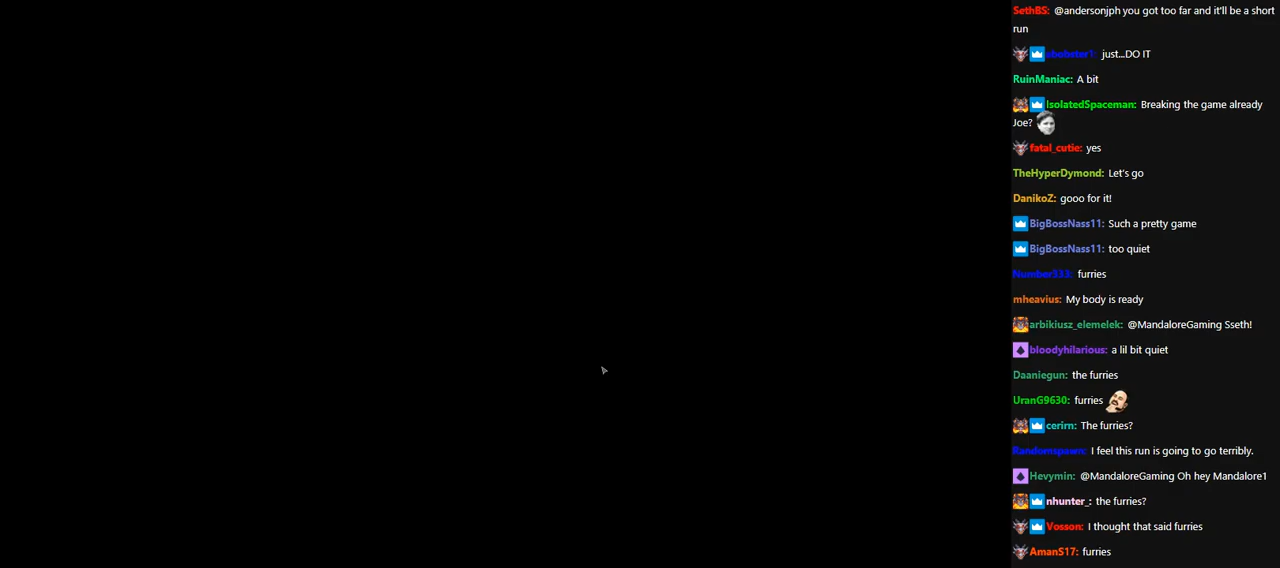 SethBS: @andersonjph you got too far and it'll be a short
run
just...DO IT
RuinManiac: A bit
IsolatedSpaceman: Breaking the game already
Joe?
fatal_cutie: yes
TheHyperDymond: Let's go
DanikoZ: gooo for it!
BigBossNass11: Such a pretty game
BigBossNass11: too quiet
Number333: furries
mheavius: My body is ready
arbikiusz_elemelek: @MandaloreGaming Sseth!
bloodyhilarious: a lil bit quiet
Daaniegun: the furries
UranG9630: furries
cerirn: The furries?
Randomspawn: I feel this run is going to go terribly.
Hevymin: @MandaloreGaming Oh hey Mandalore1
nhunter_: the furries?
Vosson: I thought that said furries
AmanS17: furries